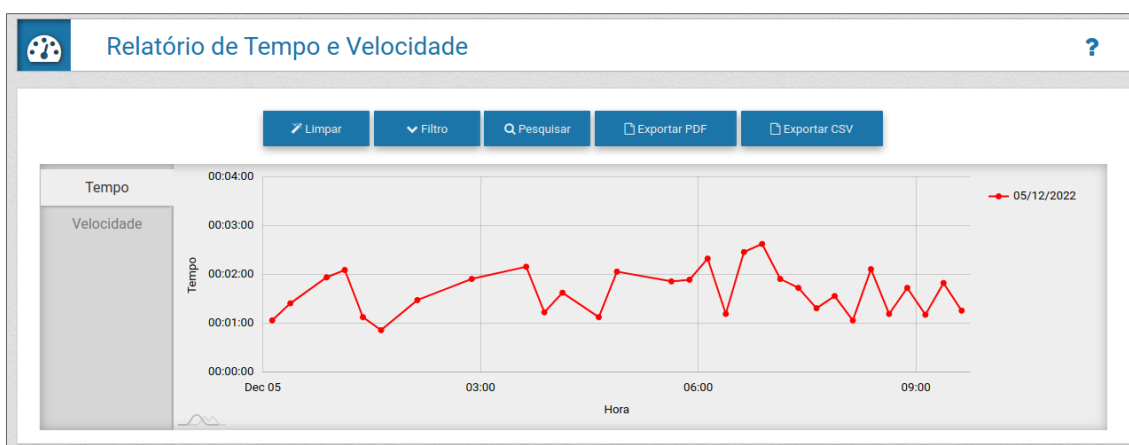 Relatório de Tempo e Velocidade
?
Limpar
Filtro
Pesquisar
Exportar PDF
Exportar CSV
Tempo
Velocidade
Tempo
00:04:00
00:03:00
00:02:00
00:01:00
00:00:00
Dec 05
03:00
06:00
09:00
Hora
05/12/2022